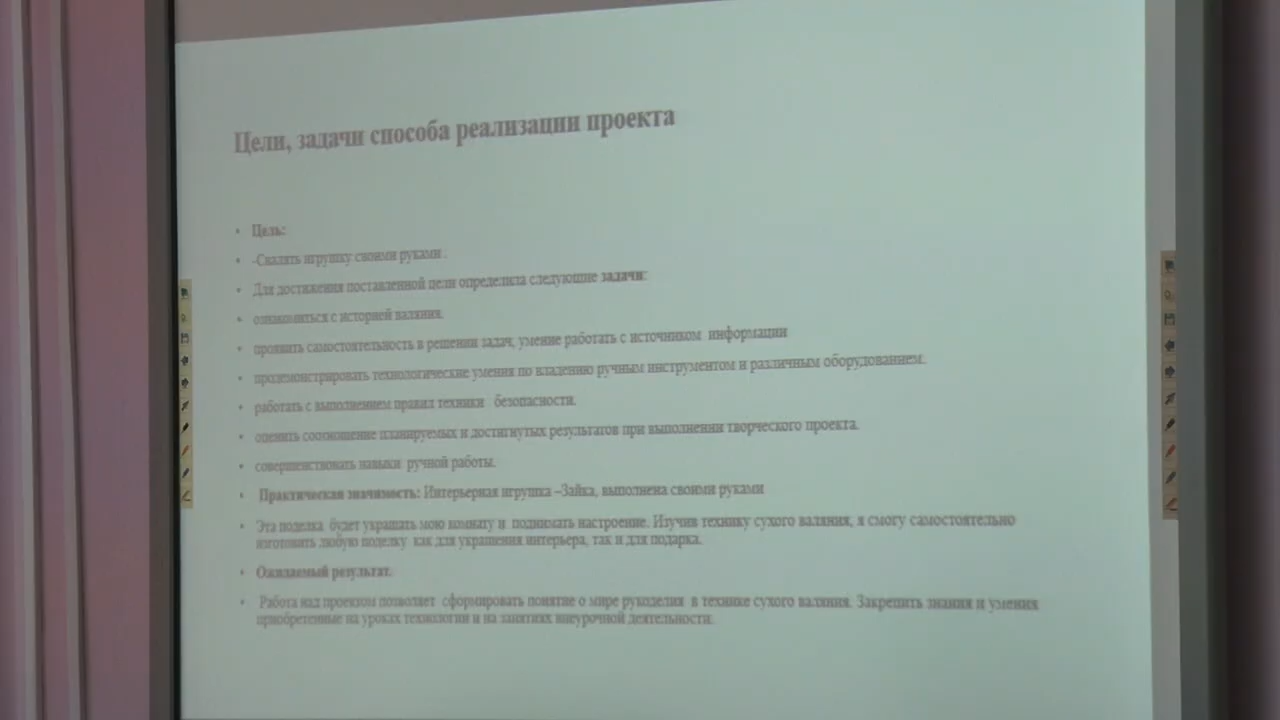 Цели, задачи способа реализации проекта
• Цель:
• -Свалять игрушку своими руками .
• Для достижения поставленной цели определила следующие задачи:
• ознакомиться с историей валяния.
• проявить самостоятельность в решении задач, умение работать с источником информации
• продемонстрировать технологические умения по владению ручным инструментом и различным оборудованием.
• работать с выполнением правил техники безопасности.
• оценить соотношение планируемых и достигнутых результатов при выполнении творческого проекта.
• совершенствовать навыки ручной работы.
• Практическая значимость: Интерьерная игрушка –Зайка, выполнена своими руками
• Эта поделка будет украшать мою комнату и поднимать настроение. Изучив технику сухого валяния, я смогу самостоятельно
изготовить любую поделку как для украшения интерьера, так и для подарка.
• Ожидаемый результат.
• Работа над проектом позволяет сформировать понятие о мире рукоделия в технике сухого валяния. Закрепить знания и умения
приобретенные на уроках технологии и на занятиях внеурочной деятельности.